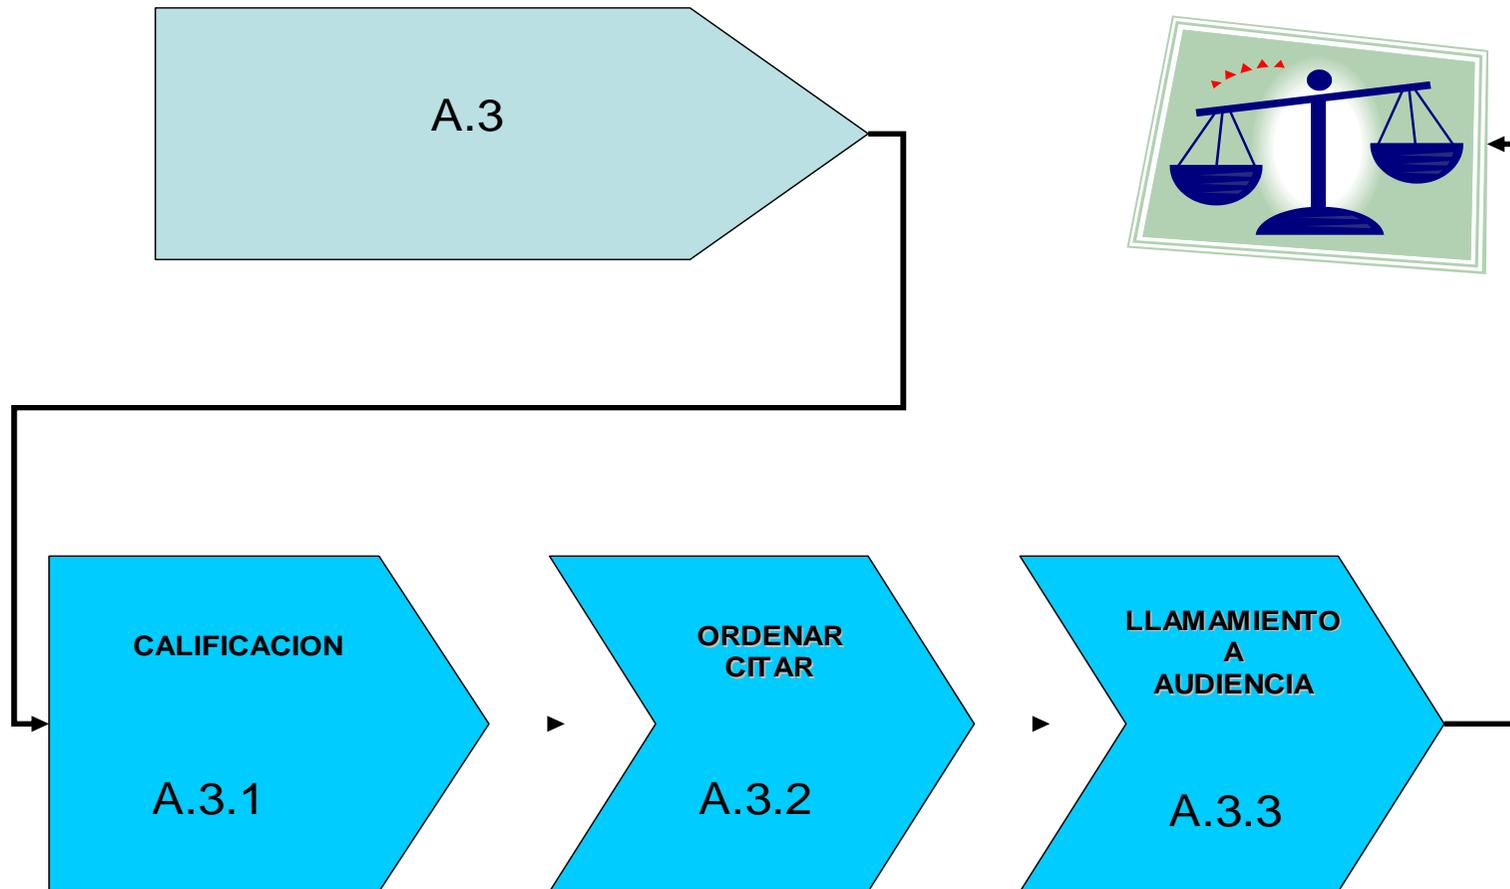 A.3
CALIFICACION
A.3.1
ORDENAR
CITAR
A.3.2
LLAMAMIENTO
A
AUDIENCIA
A.3.3